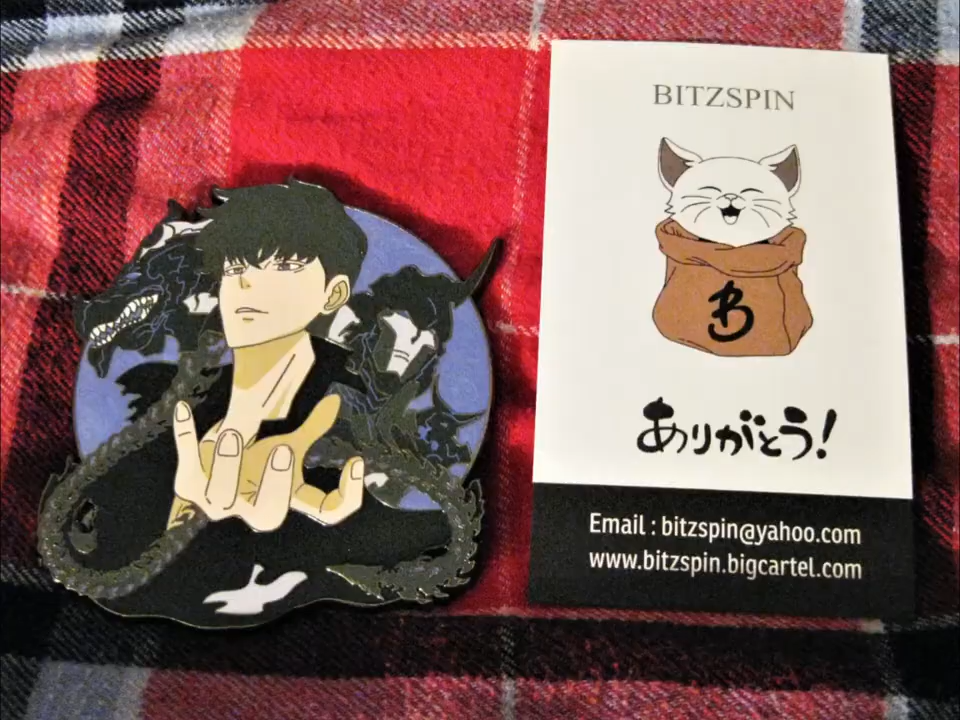 BITZSPIN
B
ありがとう!
Email : bitzspin@yahoo.com
www.bitzspin.bigcartel.com